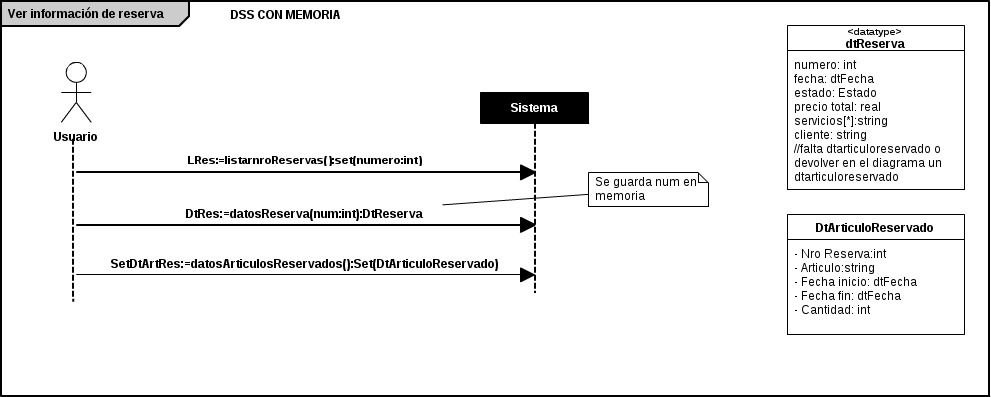 Ver información de reserva
DSS CON MEMORIA
Usuario
Sistema
LRes:=listarnroReservas():set(numero:int)
Se guarda num en
memoria
DtRes:=datosReserva(num:int):DtReserva
SetDtArtRes:=datosArticulosReservados():Set(DtArticuloReservado)
<datatype>
dtReserva
numero: int
fecha: dtFecha
estado: Estado
precio total: real
servicios[*]:string
cliente: string
//falta dtarticuloreservado o
devolver en el diagrama un
dtarticuloreservado
DtArticuloReservado
- Nro Reserva:int
- Articulo:string
- Fecha inicio: dtFecha
- Fecha fin: dtFecha
- Cantidad: int